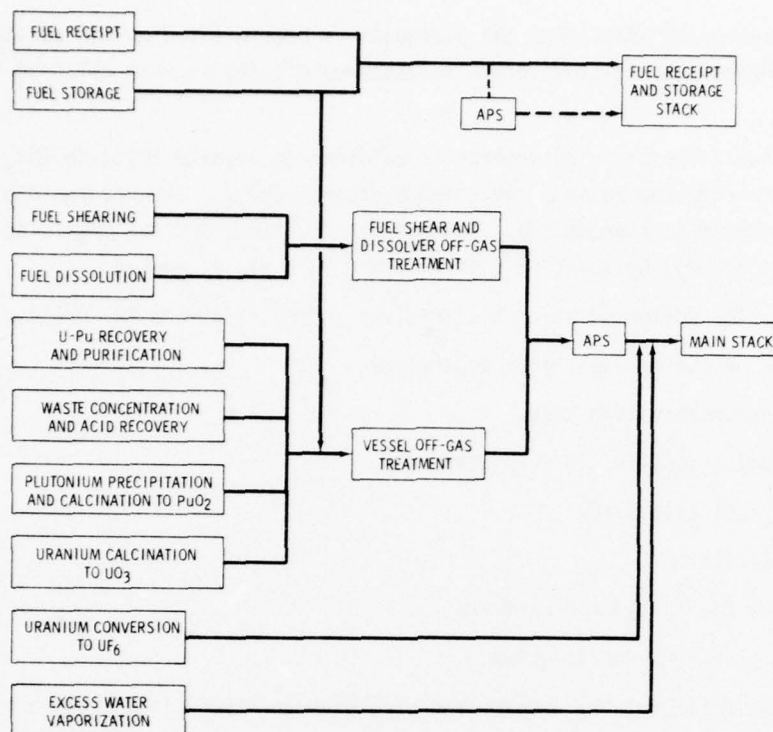 FUEL RECEIPT
FUEL STORAGE
APS
FUEL RECEIPT
AND STORAGE
STACK
FUEL SHEARING
FUEL DISSOLUTION
FUEL SHEAR AND
DISSOLVER OFF-GAS
TREATMENT
U-Pu RECOVERY
AND PURIFICATION
APS
MAIN STACK
WASTE CONCENTRATION
AND ACID RECOVERY
VESSEL OFF-GAS
TREATMENT
PLUTONIUM PRECIPITATION
AND CALCINATION TO PuO2
URANIUM CALCINATION
TO UO3
URANIUM CONVERSION
TO UF6
EXCESS WATER
VAPORIZATION